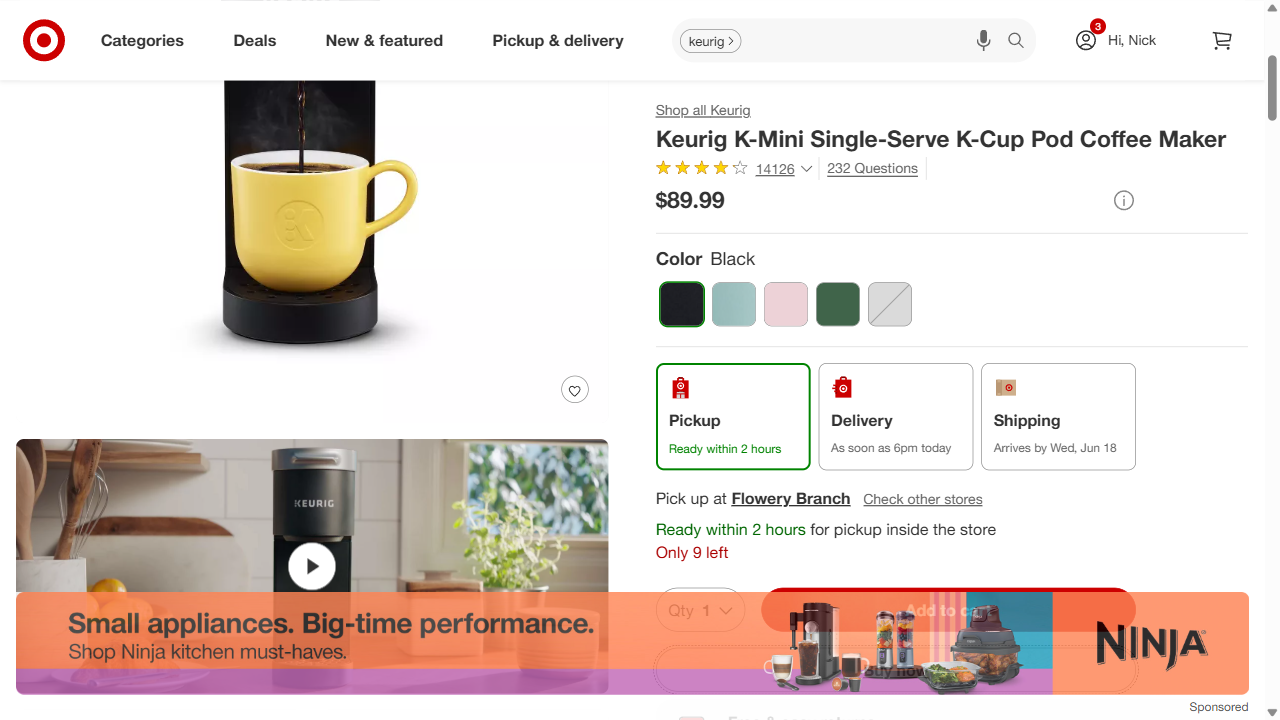 Categories
Deals
New & featured
Pickup & delivery
keurig
3
Hi, Nick
Shop all Keurig
Keurig K-Mini Single-Serve K-Cup Pod Coffee Maker
14126
232 Questions
$89.99
Color Black
Pickup
Ready within 2 hours
Delivery
As soon as 6pm today
Shipping
Arrives by Wed, Jun 18
Pick up at Flowery Branch
Check other stores
Ready within 2 hours for pickup inside the store
Only 9 left
Qty 1
Add to ca
KEURIG
Small appliances. Big-time performance.
Shop Ninja kitchen must-haves.
Buy now
NINJA
Sponsored